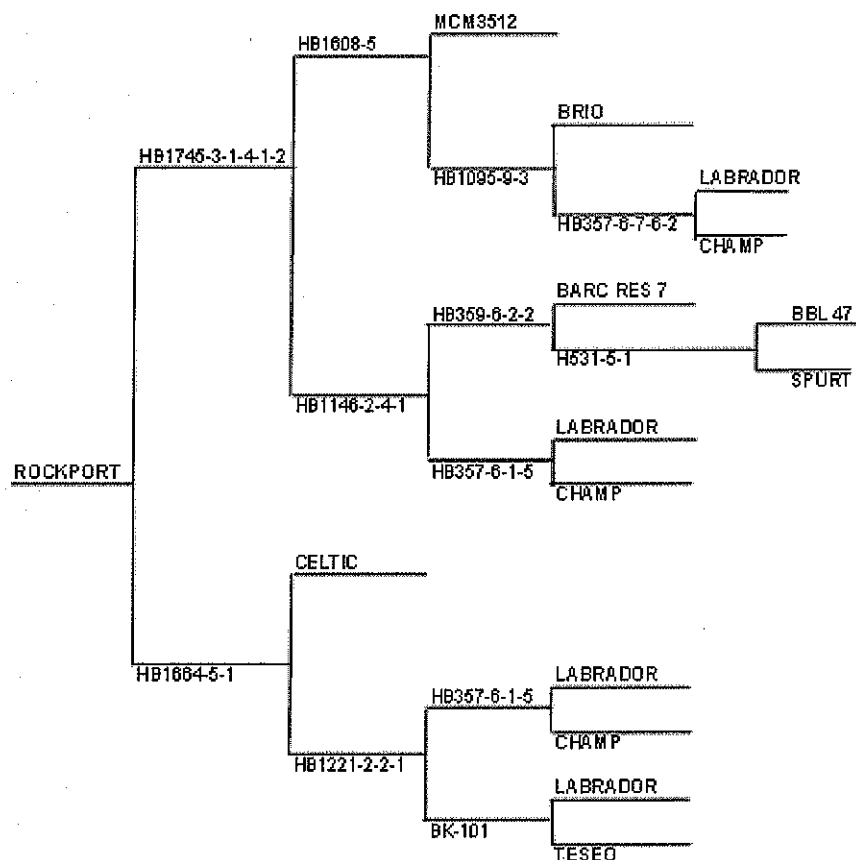 MCM3512
HB1608-5
BRIO
HB1745-3-1-4-1-2
HB1095-9-3
LABRADOR
HB357-6-7-6-2
CHAMP
BARC RES 7
HB359-6-2-2
BBL 47
H531-5-1
SPURT
HB1146-2-4-1
LABRADOR
HB357-6-1-5
ROCKPORT
CHAMP
CELTIC
HB1664-5-1
LABRADOR
HB357-6-1-5
CHAMP
HB1221-2-2-1
LABRADOR
BK-101
TESEO